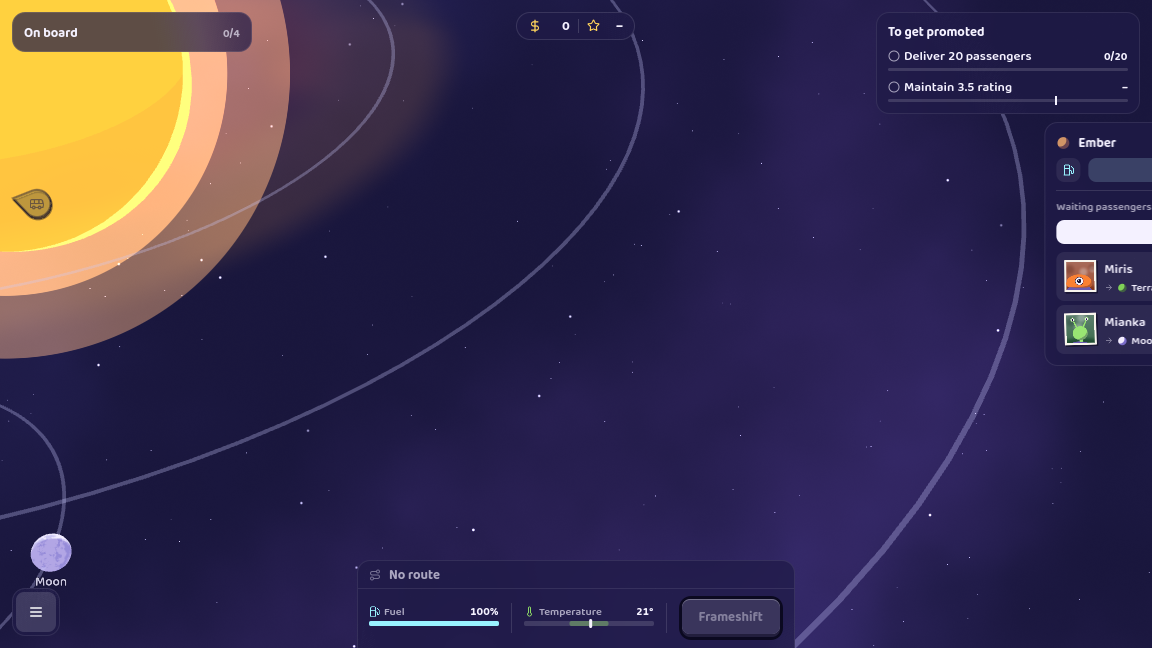 On board
0/4
$ 0 –
To get promoted
Deliver 20 passengers 0/20
Maintain 3.5 rating –
Ember
Waiting passengers
Miris
→
Mianka
→
Moon
No route
Fuel 100%
Temperature 21°
Frameshift